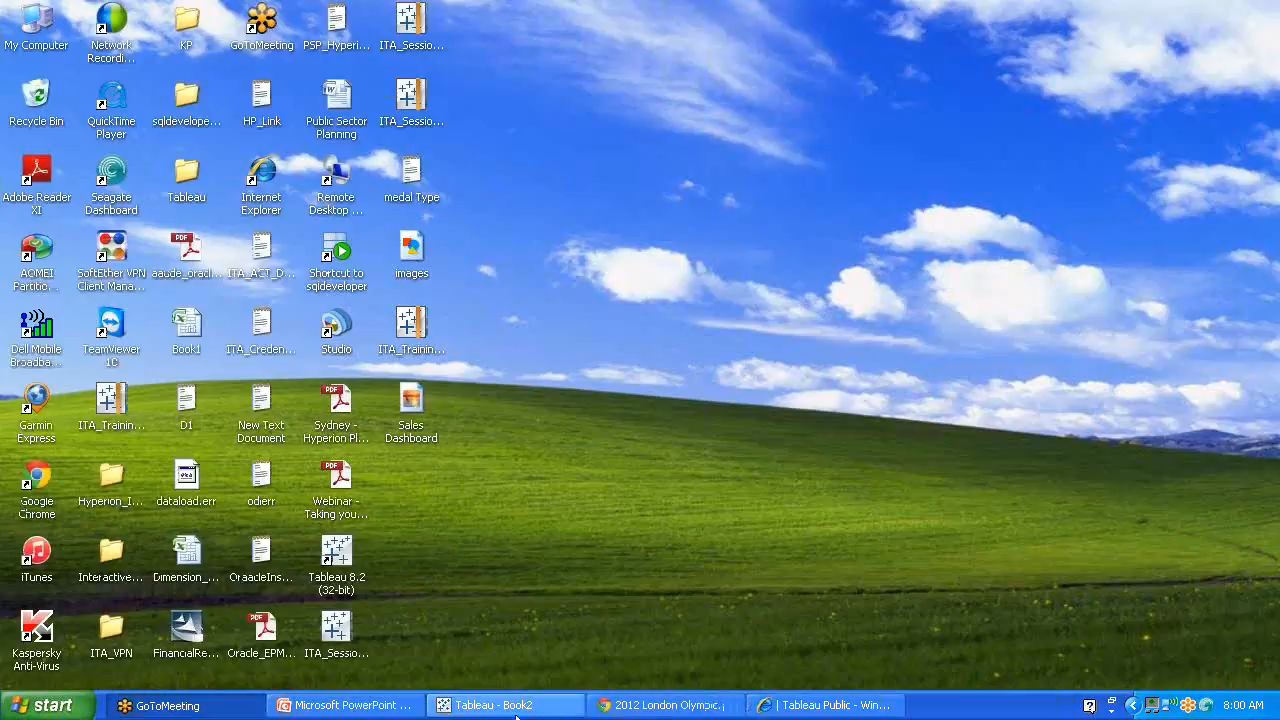 My Computer
Network
Recordi...
KP
GoToMeeting
PSP_Hyperi...
ITA_Sessio...
Recycle Bin
QuickTime
Player
sqldevelope...
HP_Link
Public Sector
Planning
ITA_Sessio...
Adobe Reader
XI
Seagate
Dashboard
Tableau
Internet
Explorer
Remote
Desktop ...
medal Type
AOMEI
Partitio...
SoftEther VPN
Client Mana...
PDF
aaude_oracl...
ITA_ACT_D...
Shortcut to
sqldeveloper
images
Dell Mobile
Broadba...
TeamViewer
10
Book1
ITA_Creden...
Studio
ITA_Trainin...
Garmin
Express
ITA_Trainin...
D1
New Text
Document
PDF
Sydney -
Hyperion Pl...
Sales
Dashboard
Google
Chrome
Hyperion_I...
dataload.err
odierr
PDF
Webinar -
Taking you...
iTunes
Interactive...
Dimension_...
OraacleIns...
Tableau 8.2
(32-bit)
Kaspersky
Anti-Virus
ITA_VPN
FinancialRe...
PDF
Oracle_EPM...
ITA_Sessio...
start
GoToMeeting
Microsoft PowerPoint ...
Tableau - Book2
2012 London Olympic.j
| Tableau Public - Win...
8:00 AM